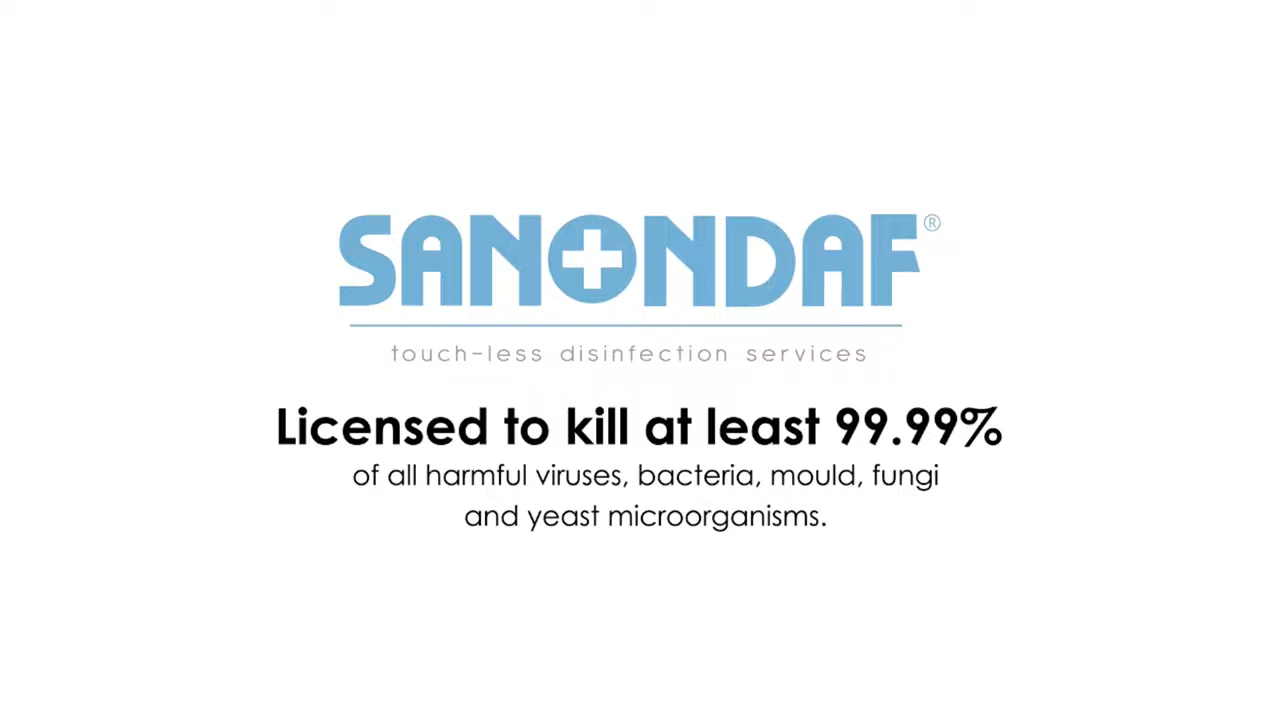 SANONDAF®
touch-less disinfection services
Licensed to kill at least 99.99%
of all harmful viruses, bacteria, mould, fungi
and yeast microorganisms.